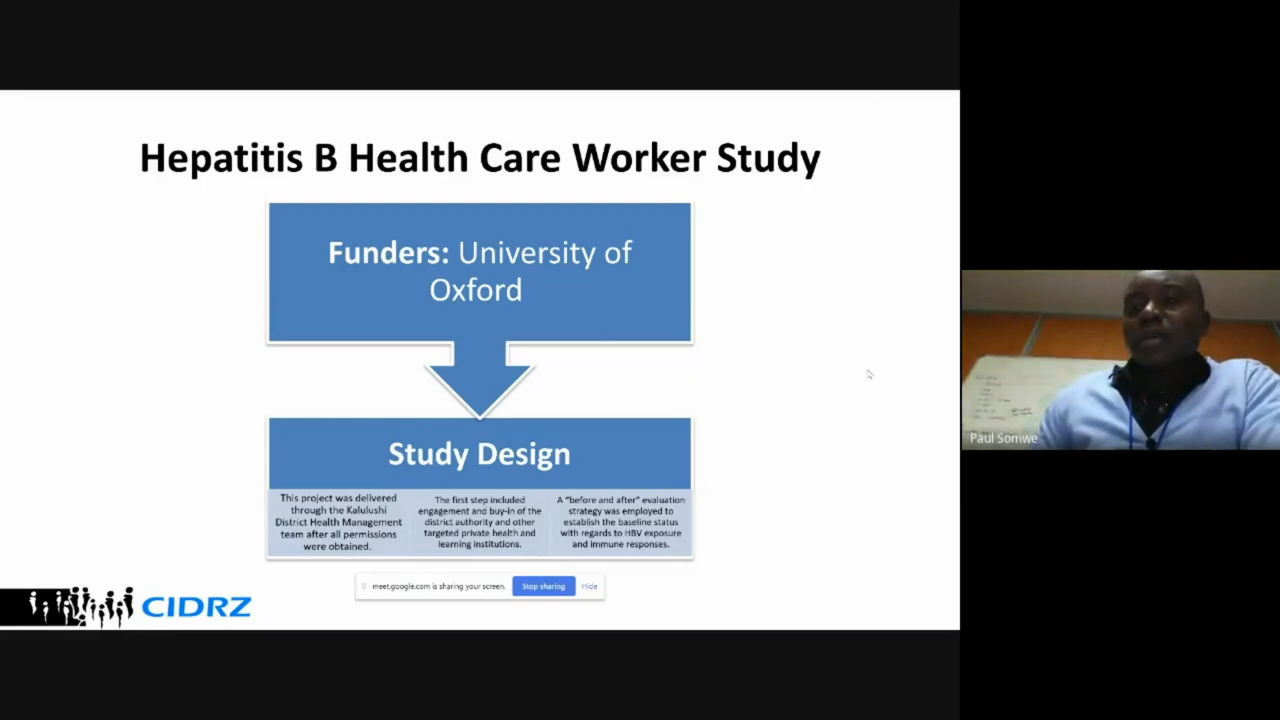 Hepatitis B Health Care Worker Study
Funders: University of
Oxford
Study Design
This project was delivered
through the Kalulushi
District Health Management
team after all permissions
were obtained.
The first step included
engagement and buy-in of the
district authority and other
targeted private health and
learning institutions.
A “before and after” evaluation
strategy was employed to
establish the baseline status
with regards to HBV exposure
and immune responses.
meet.google.com is sharing your screen.
Stop sharing
Hide
CIDRZ
Paul Somwe